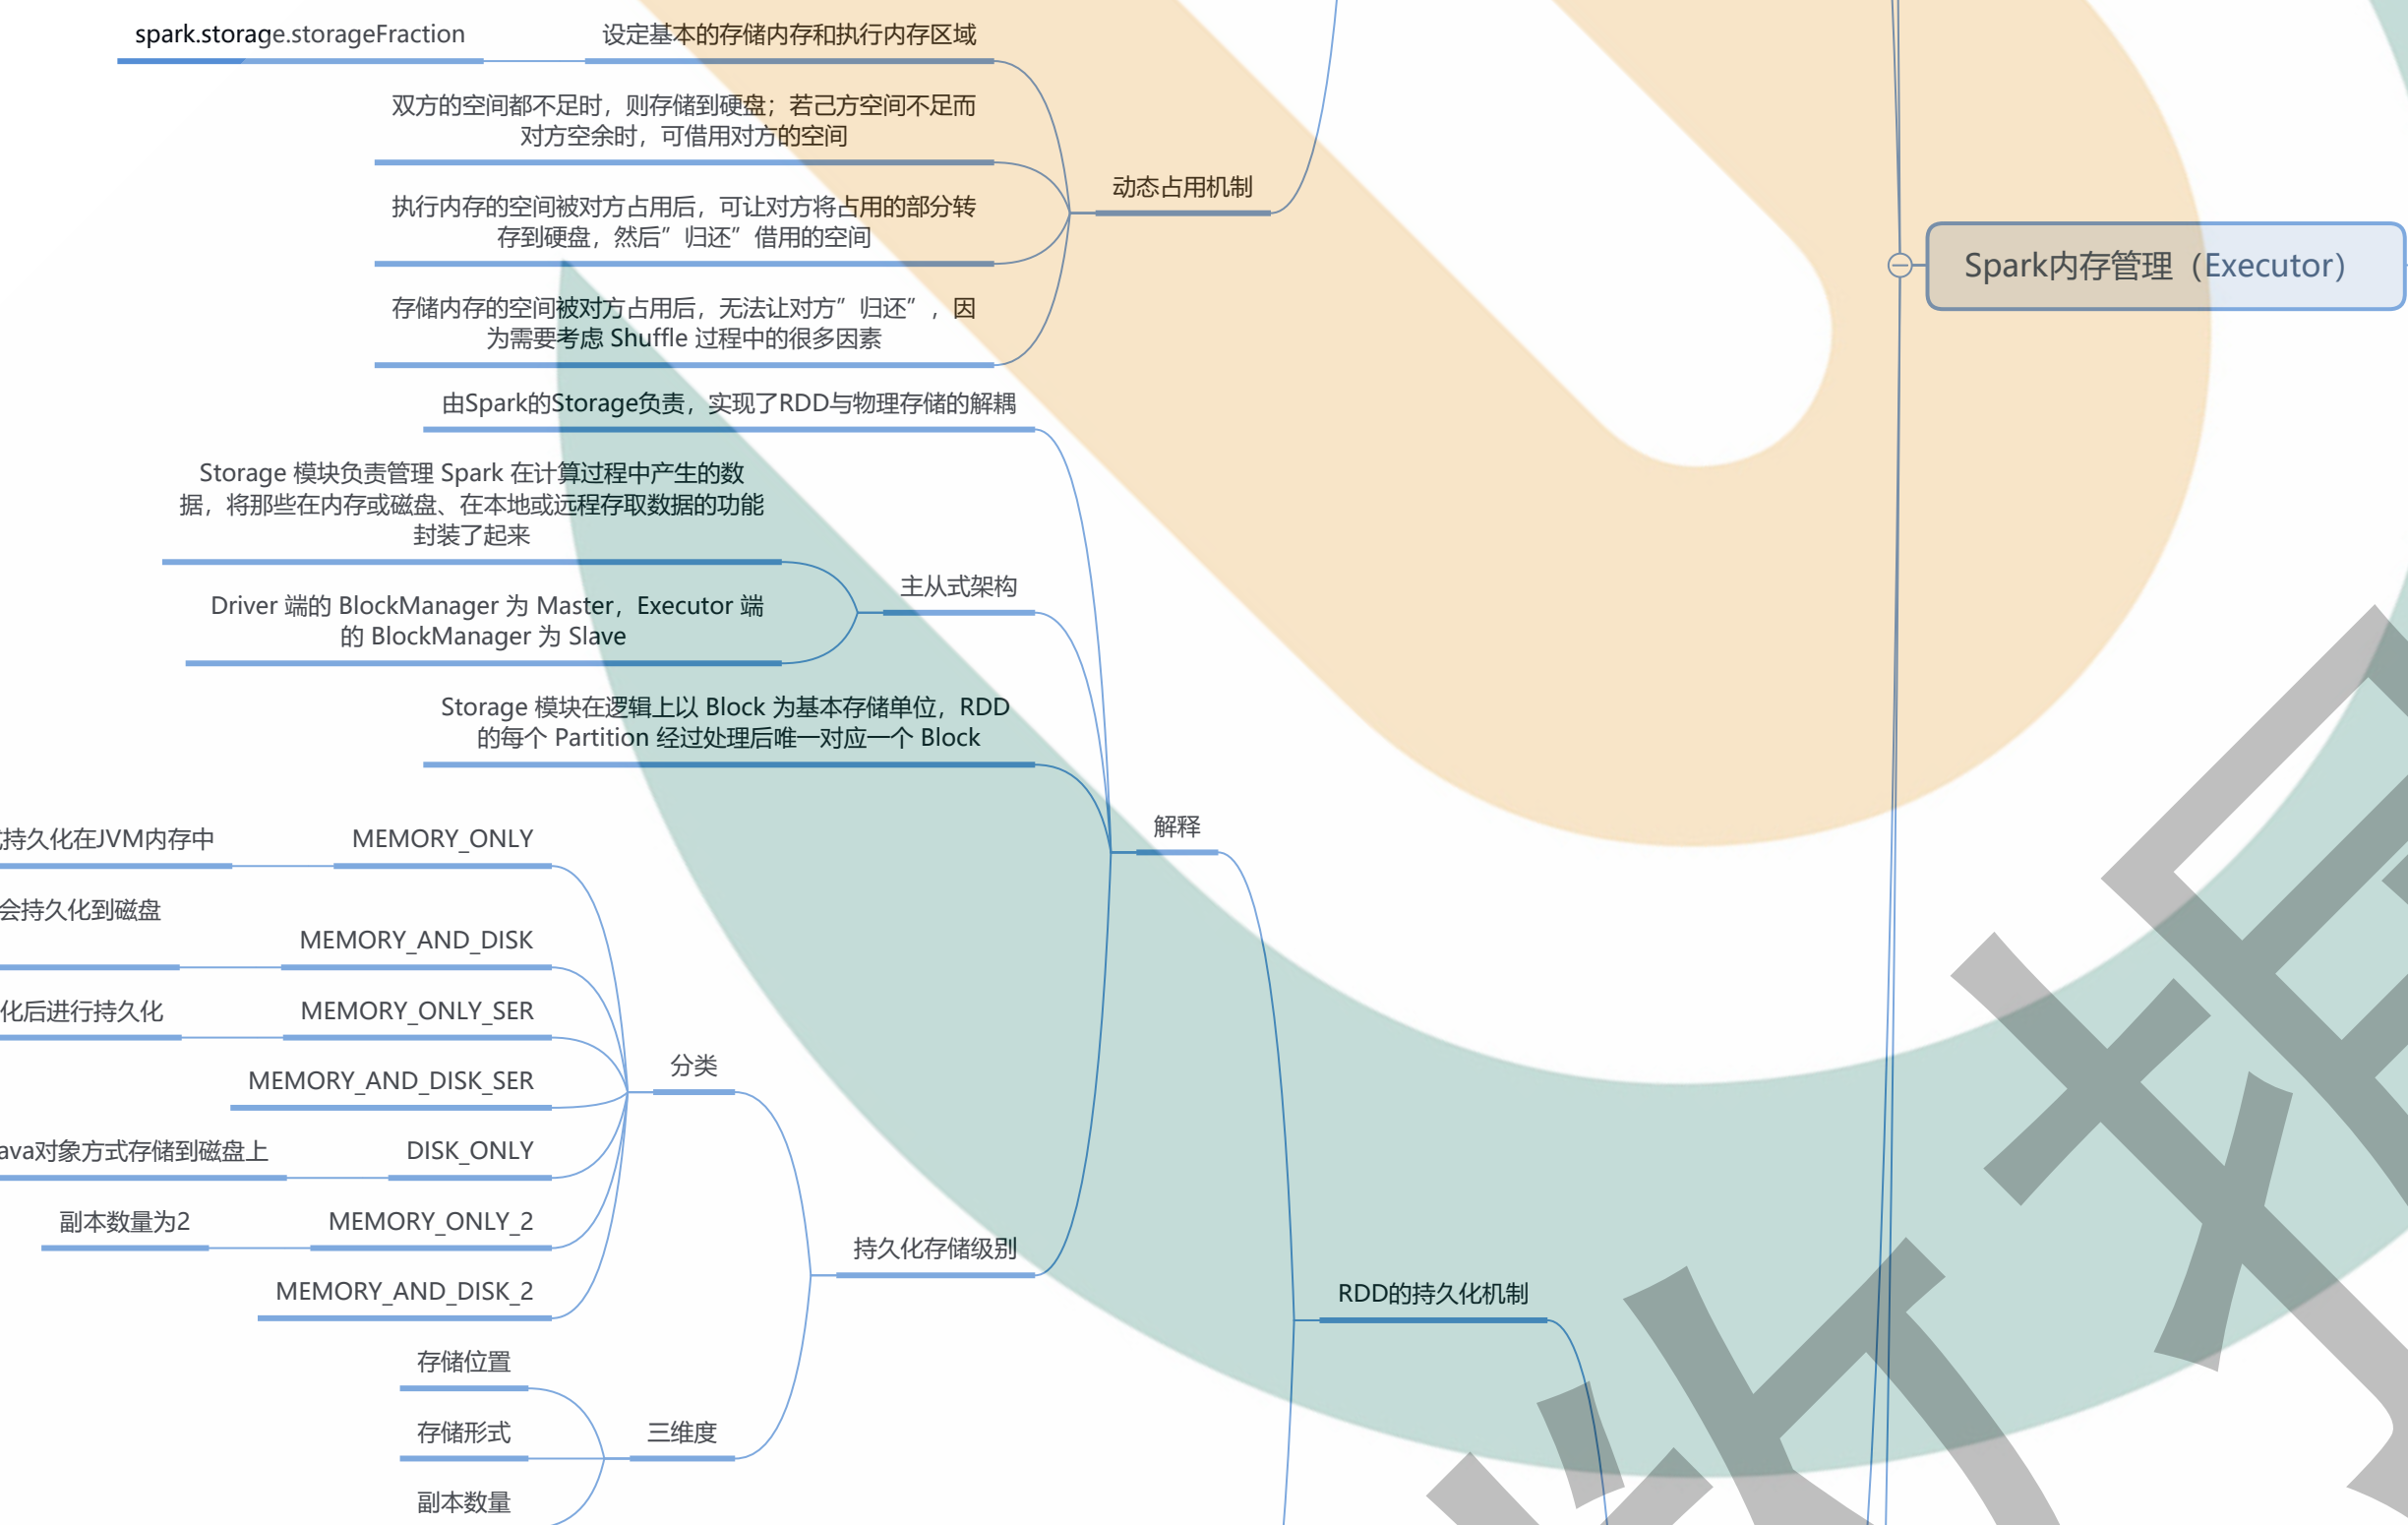 spark.storage.storageFraction
设定基本的存储内存和执行内存区域
双方的空间都不足时，则存储到硬盘；若己方空间不足而
对方空余时，可借用对方的空间
动态占用机制
执行内存的空间被对方占用后，可让对方将占用的部分转
存到硬盘，然后”归还”借用的空间
Spark内存管理（Executor）
存储内存的空间被对方占用后，无法让对方”归还”，因
为需要考虑 Shuffle 过程中的很多因素
由Spark的Storage负责，实现了RDD与物理存储的解耦
Storage 模块负责管理 Spark 在计算过程中产生的数
据，将那些在内存或磁盘、在本地或远程存取数据的功能
封装了起来
主从式架构
Driver 端的 BlockManager 为 Master，Executor 端
的 BlockManager 为 Slave
Storage 模块在逻辑上以 Block 为基本存储单位，RDD
的每个 Partition 经过处理后唯一对应一个 Block
解释
持久化在JVM内存中
MEMORY_ONLY
会持久化到磁盘
MEMORY_AND_DISK
化后进行持久化
MEMORY_ONLY_SER
分类
MEMORY_AND_DISK_SER
ava对象方式存储到磁盘上
DISK_ONLY
副本数量为2
MEMORY_ONLY_2
持久化存储级别
MEMORY_AND_DISK_2
RDD的持久化机制
存储位置
存储形式
三维度
副本数量